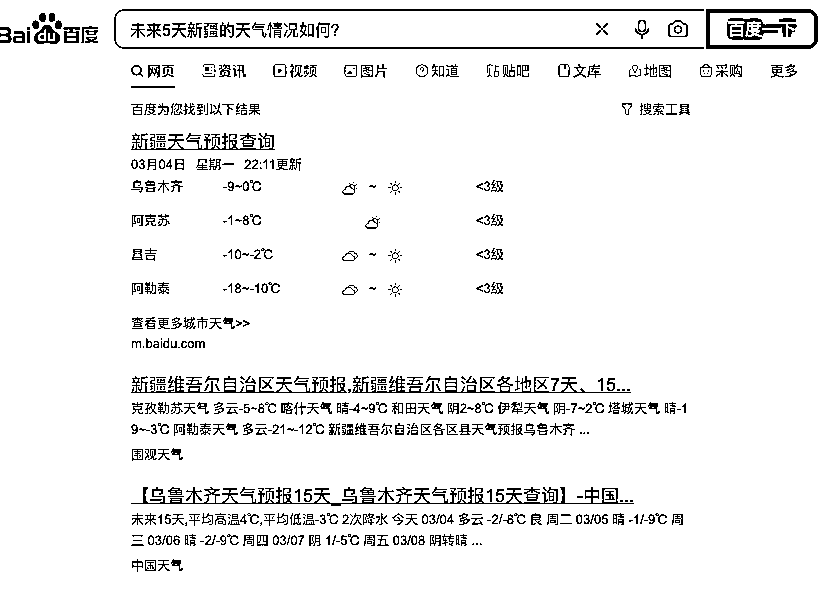 Bai du 百度 未来5天新疆的天气情况如何? 百度一下
网页 资讯 视频 图片 知道 贴吧 文库 地图 采购 更多
百度为您找到以下结果 搜索工具
新疆天气预报查询
03月04日 星期一 22:11更新
乌鲁木齐 -9~0℃ ~ <3级
阿克苏 -1~8℃ <3级
昌吉 -10~-2℃ ~ <3级
阿勒泰 -18~-10℃ ~ <3级
查看更多城市天气>>
m.baidu.com
新疆维吾尔自治区天气预报,新疆维吾尔自治区各地区7天、15...
克孜勒苏天气 多云-5~8℃ 喀什天气 晴-4~9℃ 和田天气 阴2~8℃ 伊犁天气 阴-7~2℃ 塔城天气 晴-1
9~-3℃ 阿勒泰天气 多云-21~-12℃ 新疆维吾尔自治区各区县天气预报乌鲁木齐 ...
围观天气
【乌鲁木齐天气预报15天_乌鲁木齐天气预报15天查询】-中国...
未来15天,平均高温4℃,平均低温-3℃ 2次降水 今天 03/04 多云 -2/-8℃ 良 周二 03/05 晴 -1/-9℃ 周
三 03/06 晴 -2/-9℃ 周四 03/07 阴 1/-5℃ 周五 03/08 阴转晴 ...
中国天气